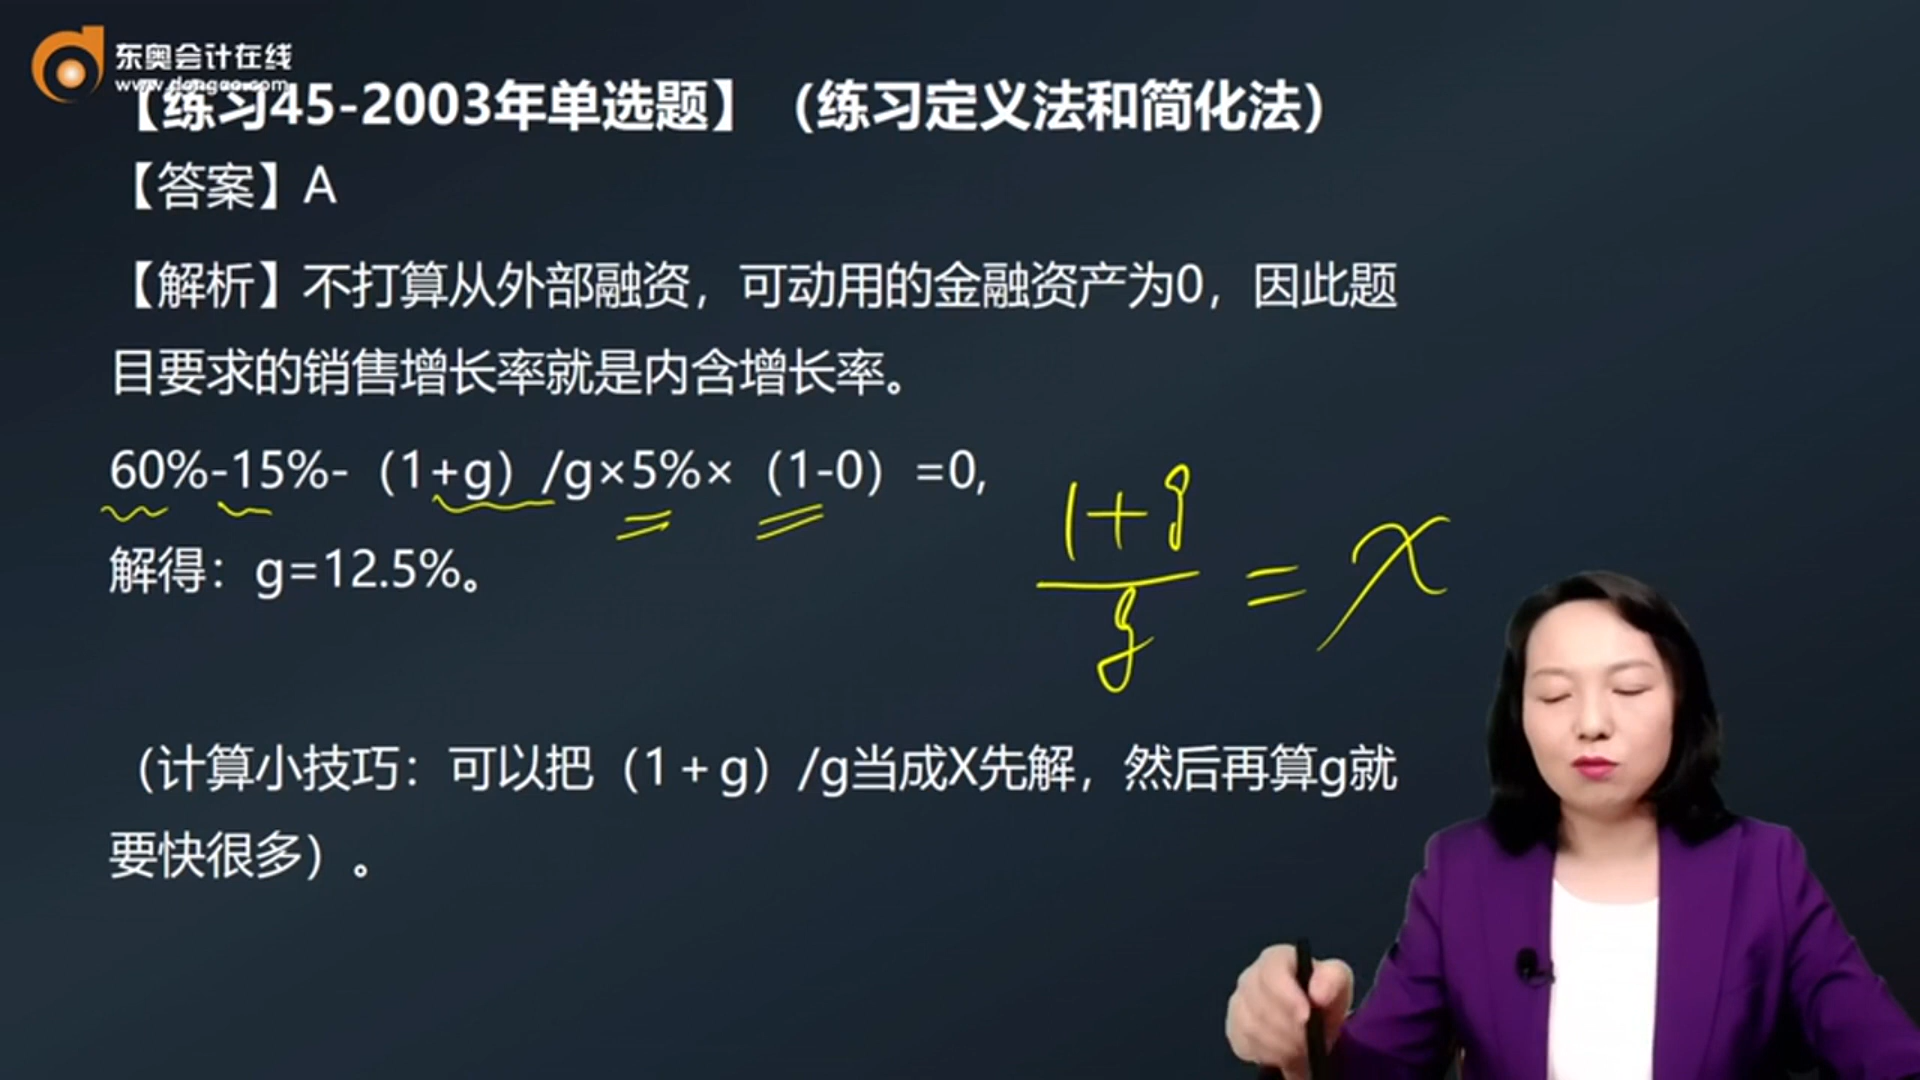 东奥会计在线
www.dongao.com
【练习45-2003年单选题】（练习定义法和简化法）
【答案】A
【解析】不打算从外部融资，可动用的金融资产为0，因此题
目要求的销售增长率就是内含增长率。
60%-15%-（1+g）/g×5%×（1-0）=0,
解得：g=12.5%。
1+g
g
= x
（计算小技巧：可以把（1+g）/g当成X先解，然后再算g就
要快很多）。